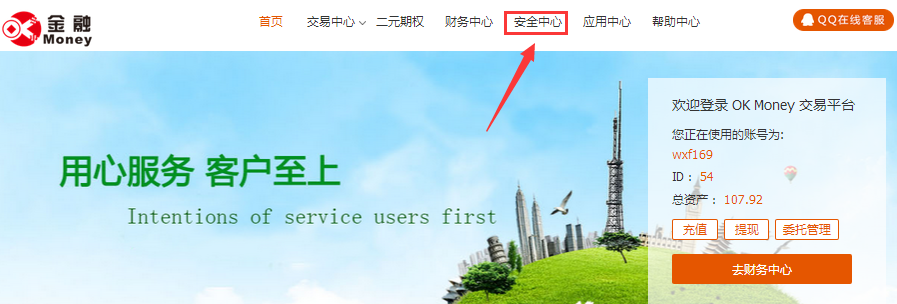 OK 金融
Money
首页 交易中心 二元期权 财务中心 安全中心 应用中心 帮助中心 QQ在线客服
欢迎登录 OK Money 交易平台
您正在使用的账号为:
wxf169
ID： 54
总资产： 107.92
充值 提现 委托管理
去财务中心
用心服务 客户至上
Intentions of service users first